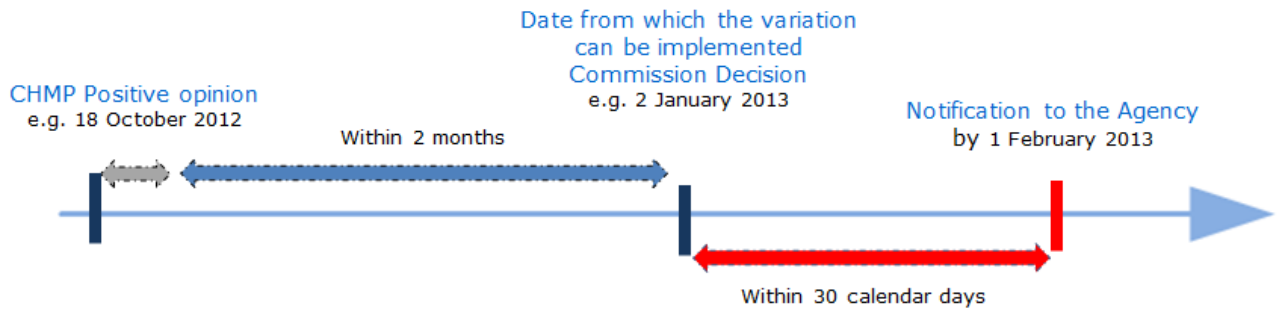 CHMP Positive opinion
e.g. 18 October 2012
Within 2 months
Date from which the variation
can be implemented
Commission Decision
e.g. 2 January 2013
Notification to the Agency
by 1 February 2013
Within 30 calendar days